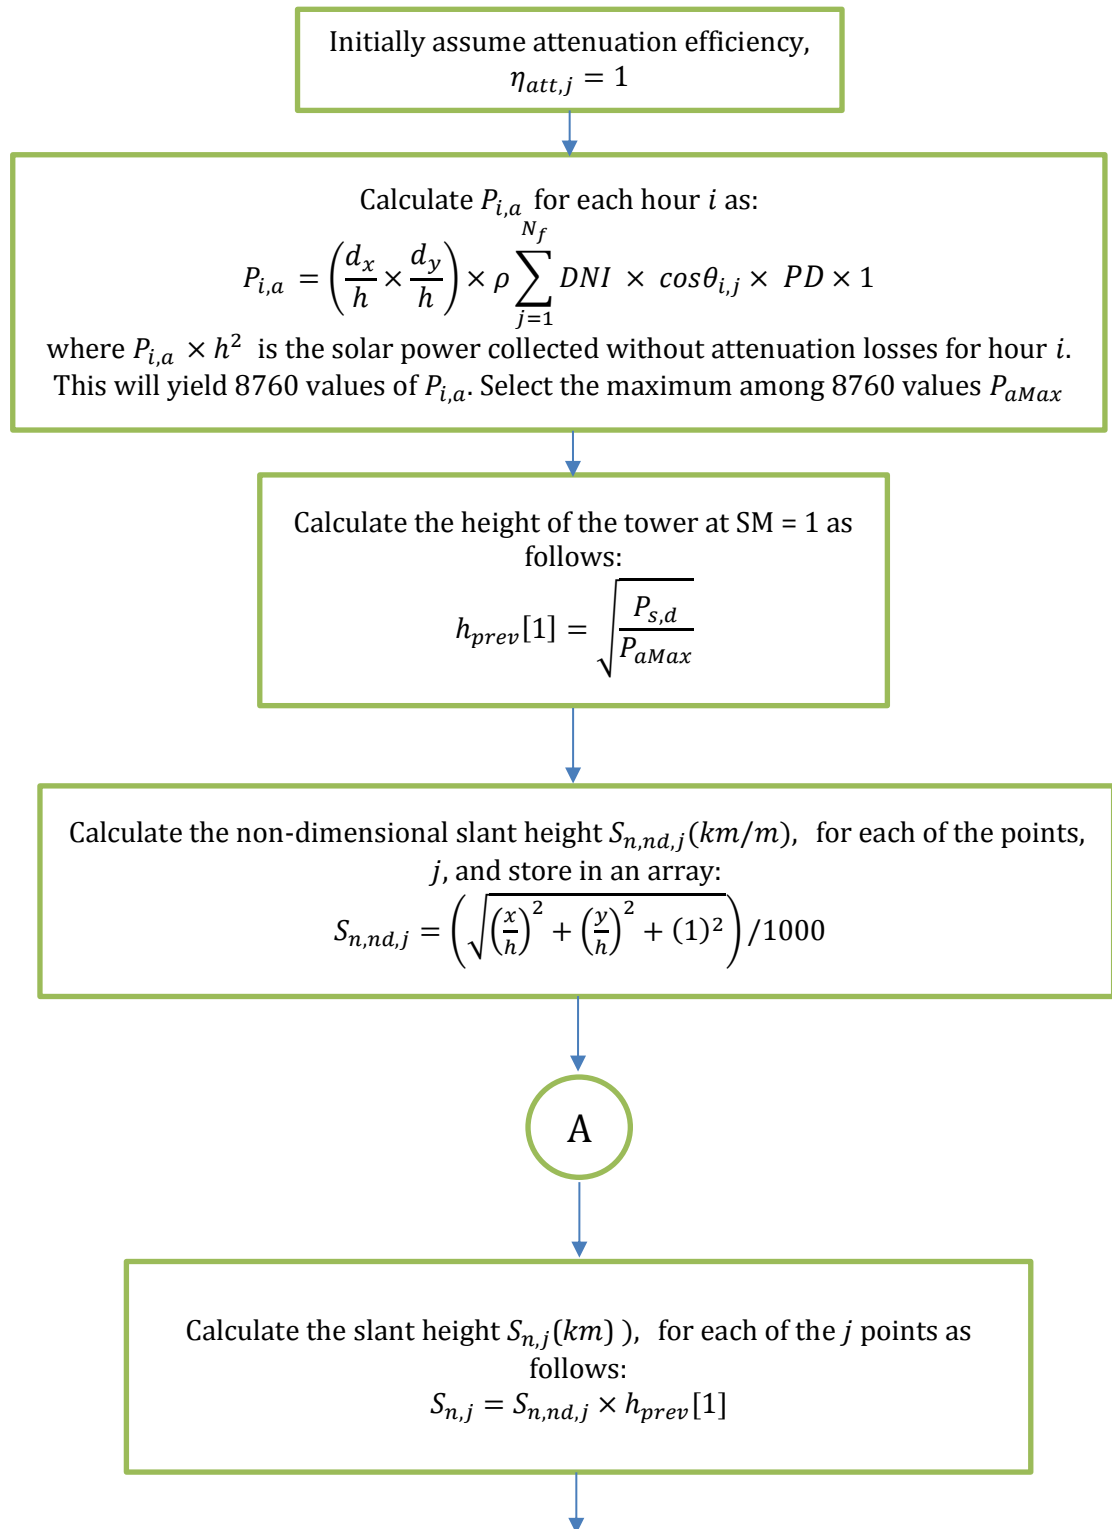 Initially assume attenuation efficiency,
η_{att,j} = 1
Calculate P_{i,a} for each hour i as:
P_{i,a} = (d_x/h × d_y/h) × ρ ∑_{j=1}^{N_f} DNI × cosθ_{i,j} × PD × 1
where P_{i,a} × h² is the solar power collected without attenuation losses for hour i.
This will yield 8760 values of P_{i,a}. Select the maximum among 8760 values P_{aMax}
Calculate the height of the tower at SM = 1 as
follows:
h_{prev}[1] = √(P_{s,d}/P_{aMax})
Calculate the non-dimensional slant height S_{n,nd,j}(km/m), for each of the points,
j, and store in an array:
S_{n,nd,j} = (√((x/h)² + (y/h)² + (1)²))/1000
A
Calculate the slant height S_{n,j}(km) ), for each of the j points as
follows:
S_{n,j} = S_{n,nd,j} × h_{prev}[1]